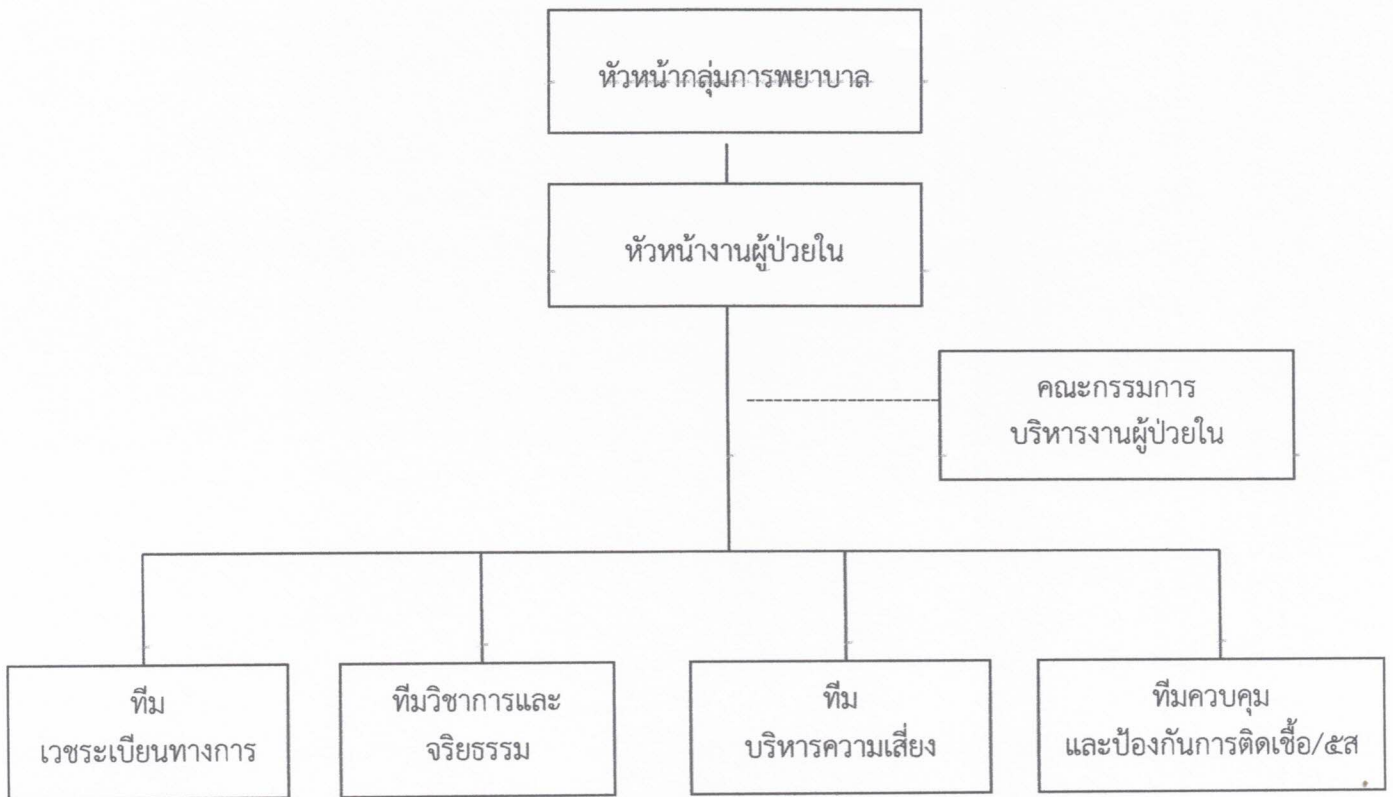 หัวหน้ากลุ่มการพยาบาล
หัวหน้างานผู้ป่วยใน
คณะกรรมการ
บริหารงานผู้ป่วยใน
ทีม
เวชระเบียนทางการ
ทีมวิชาการและ
จริยธรรม
ทีม
บริหารความเสี่ยง
ทีมควบคุม
และป้องกันการติดเชื้อ/๕ส